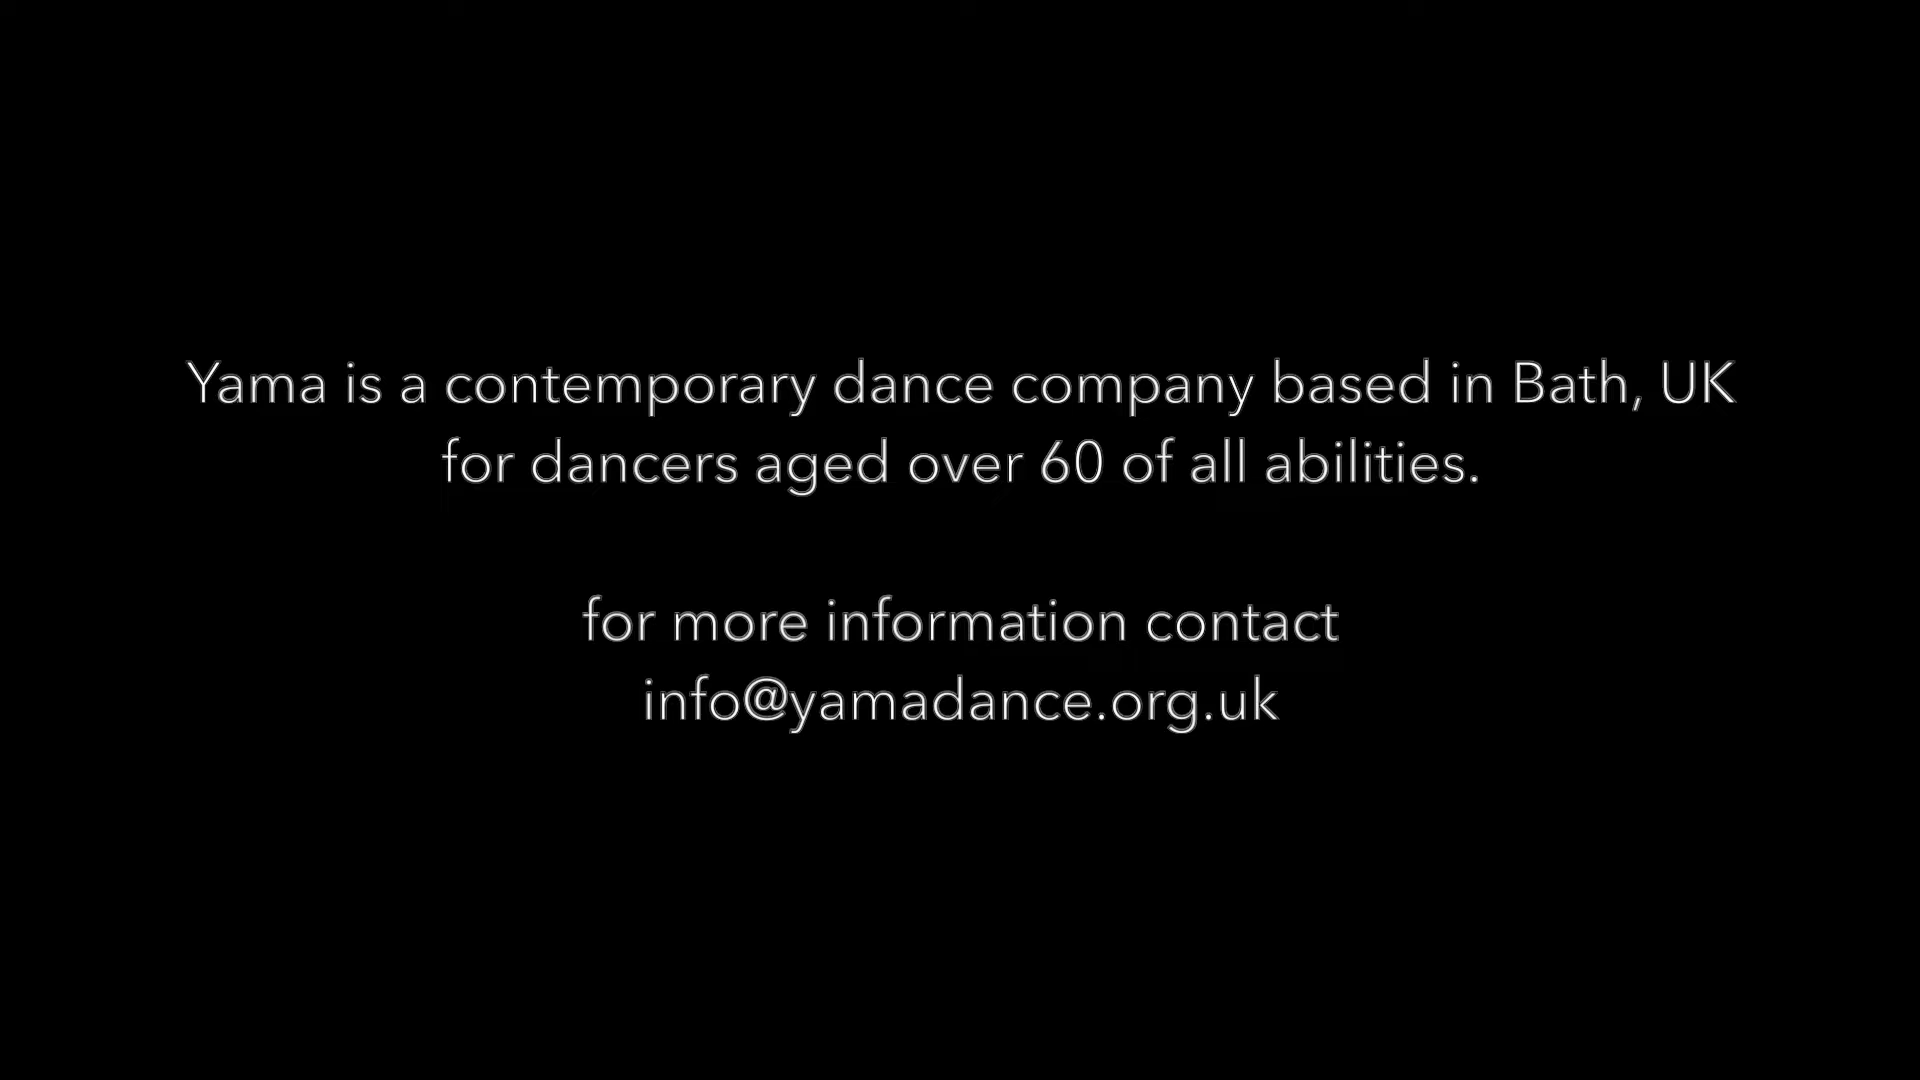 Yama is a contemporary dance company based in Bath, UK
for dancers aged over 60 of all abilities.
for more information contact
info@yamadance.org.uk